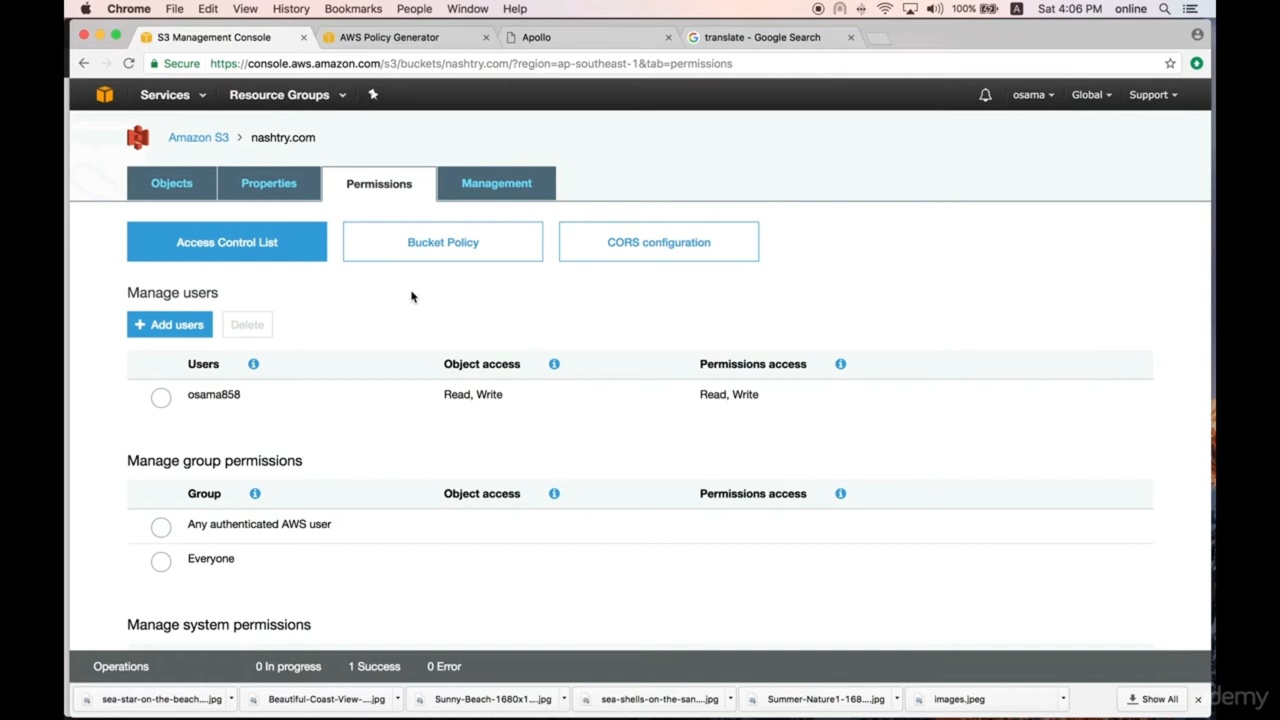 Chrome File Edit View History Bookmarks People Window Help 100% A Sat 4:06 PM online
S3 Management Console × AWS Policy Generator × Apollo × translate - Google Search ×
Secure https://console.aws.amazon.com/s3/buckets/nashtry.com/?region=ap-southeast-1&tab=permissions
Services Resource Groups osama Global Support
Amazon S3 > nashtry.com
Objects Properties Permissions Management
Access Control List Bucket Policy CORS configuration
Manage users
+ Add users Delete
Users Object access Permissions access
osama858 Read, Write Read, Write
Manage group permissions
Group Object access Permissions access
Any authenticated AWS user
Everyone
Manage system permissions
Operations 0 In progress 1 Success 0 Error
sea-star-on-the-beach....jpg Beautiful-Coast-View-...jpg Sunny-Beach-1680x1....jpg sea-shells-on-the-san....jpg Summer-Nature1-168....jpg images.jpeg Show All ×
demy